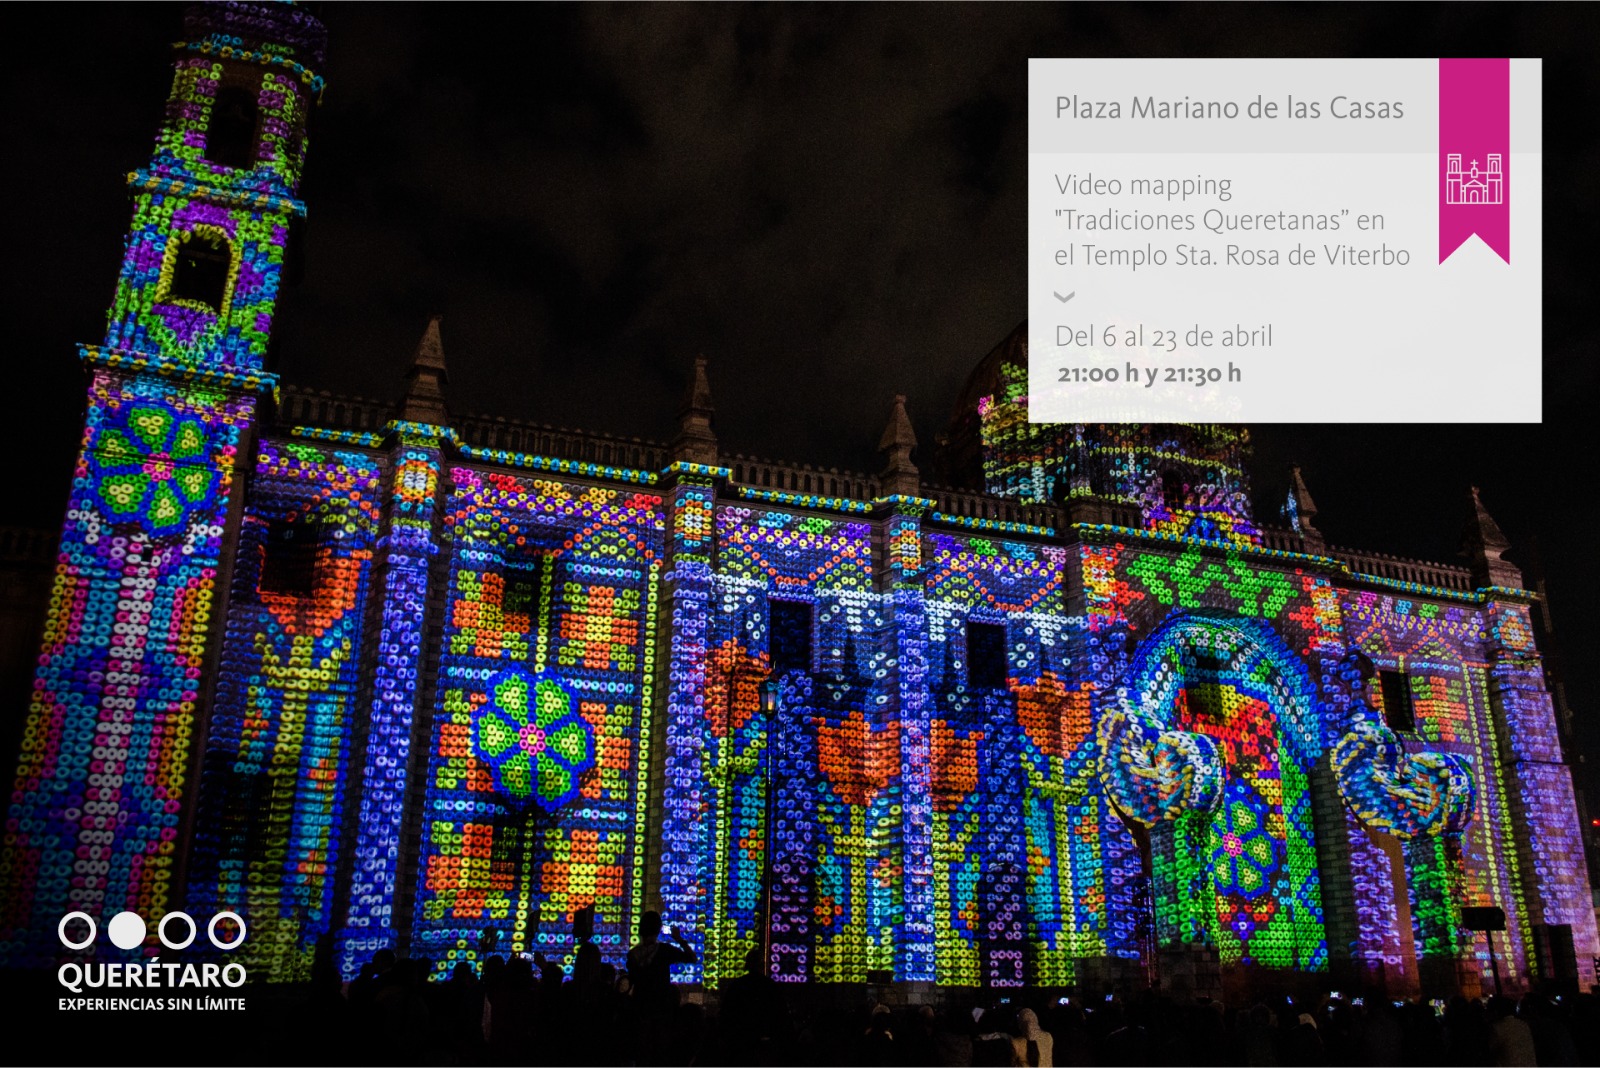 Plaza Mariano de las Casas
Video mapping
"Tradiciones Queretanas” en
el Templo Sta. Rosa de Viterbo
Del 6 al 23 de abril
21:00 h y 21:30 h
QUERÉTARO
EXPERIENCIAS SIN LÍMITE